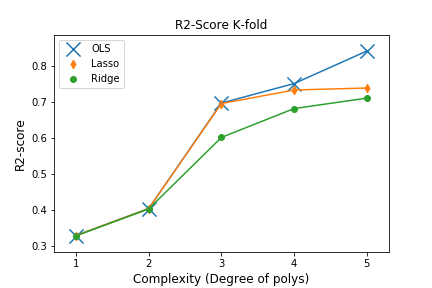 R2-Score K-fold
OLS
Lasso
Ridge
R2-score
0.8
0.7
0.6
0.5
0.4
0.3
1 2 3 4 5
Complexity (Degree of polys)